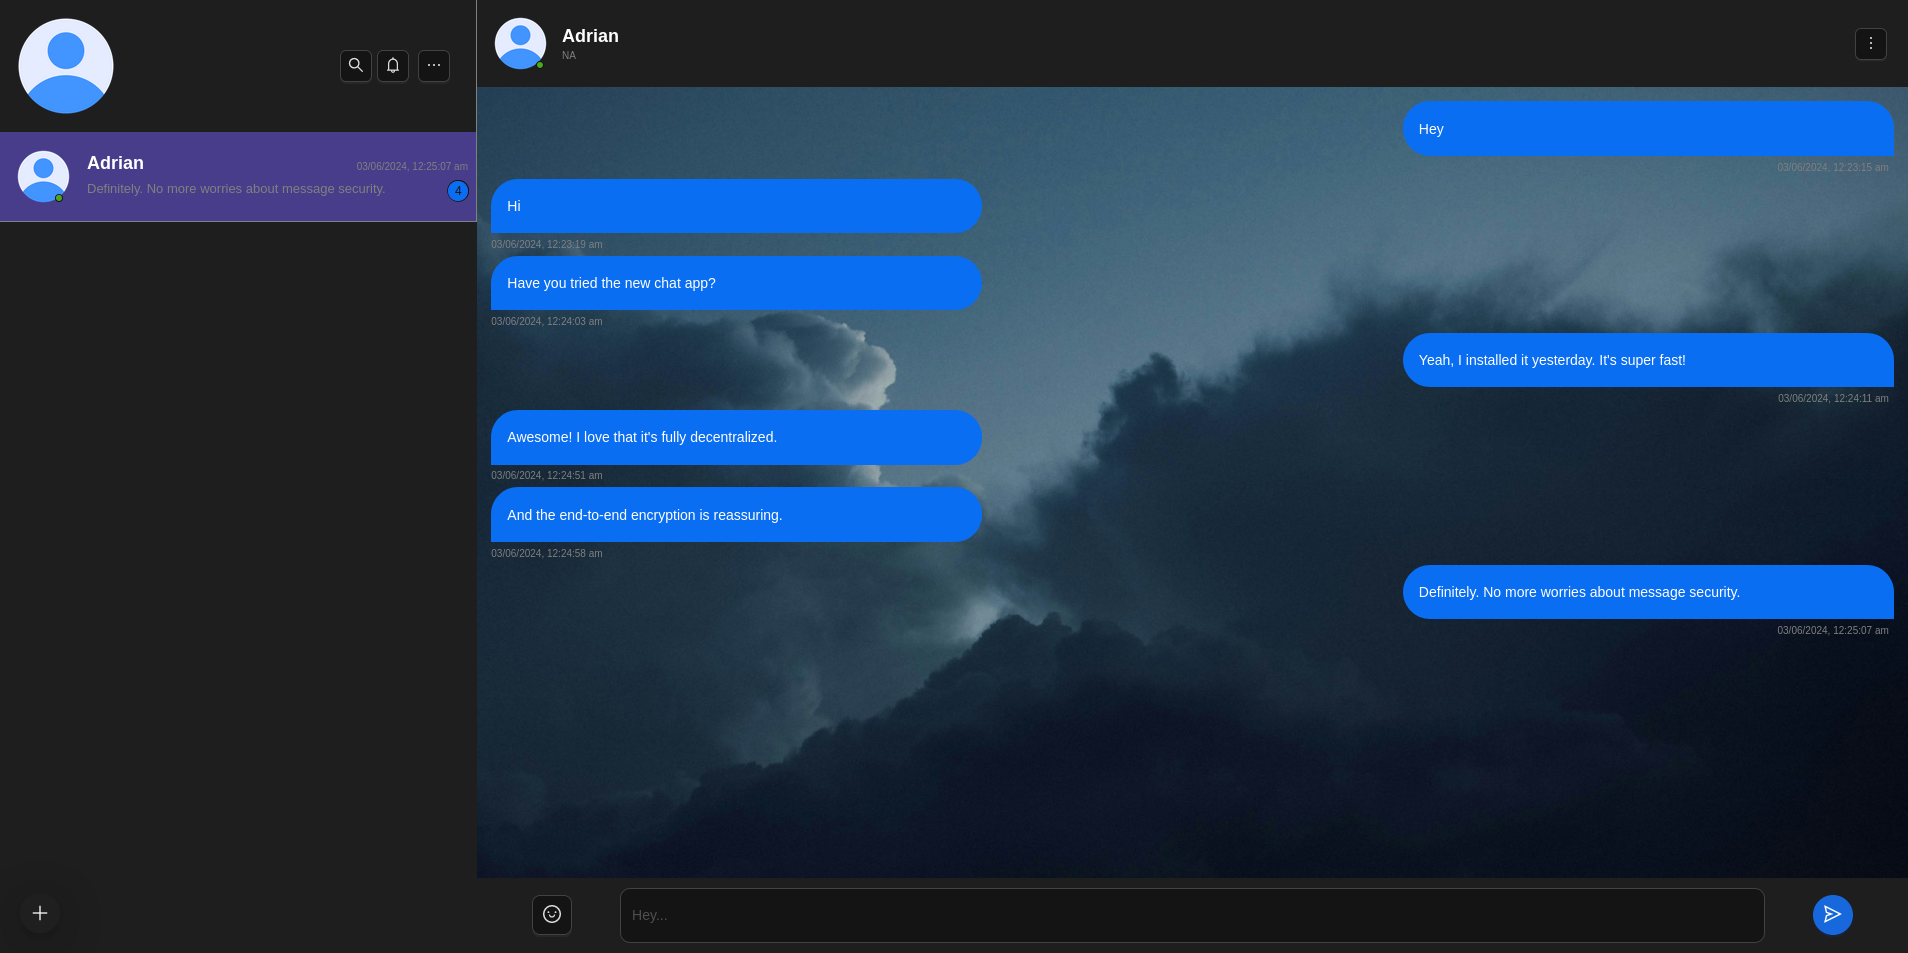 Adrian
03/06/2024, 12:25:07 am
Definitely. No more worries about message security.
4
Adrian
NA
Hey
03/06/2024, 12:23:15 am
Hi
03/06/2024, 12:23:19 am
Have you tried the new chat app?
03/06/2024, 12:24:03 am
Yeah, I installed it yesterday. It's super fast!
03/06/2024, 12:24:11 am
Awesome! I love that it's fully decentralized.
03/06/2024, 12:24:51 am
And the end-to-end encryption is reassuring.
03/06/2024, 12:24:58 am
Definitely. No more worries about message security.
03/06/2024, 12:25:07 am
Hey...